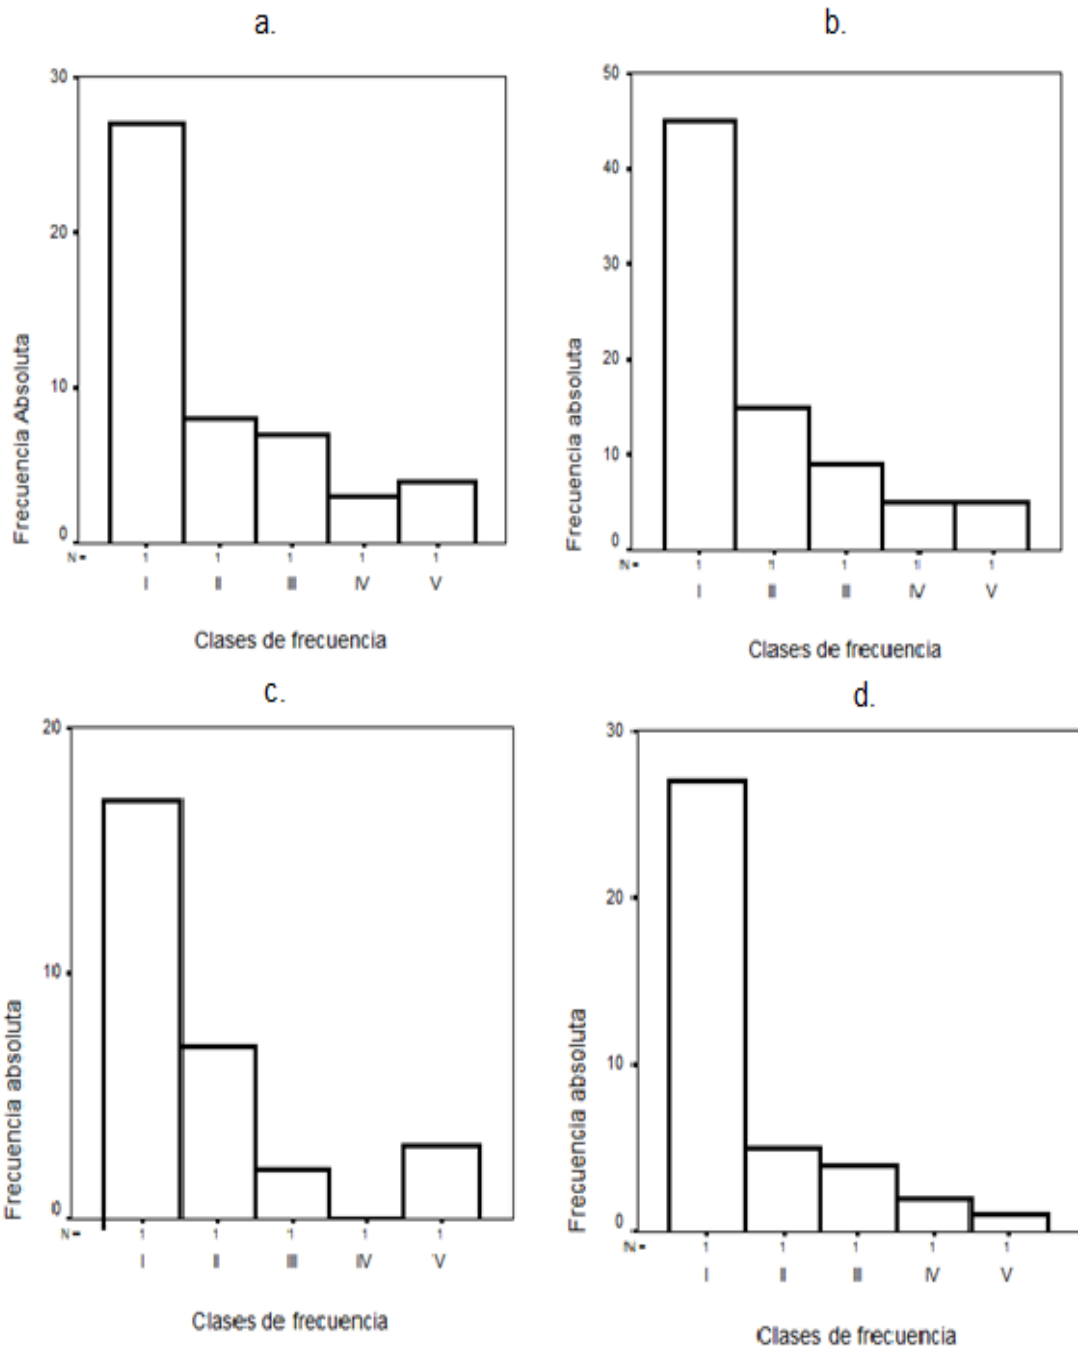 a.
30
20
10
0
Frecuencia Absoluta
N = 1 1 1 1 1
I II III IV V
Clases de frecuencia
b.
50
40
30
20
10
0
Frecuencia absoluta
N = 1 1 1 1 1
I II III IV V
Clases de frecuencia
c.
20
10
0
Frecuencia absoluta
N = 1 1 1 1 1
I II III IV V
Clases de frecuencia
d.
30
20
10
0
Frecuencia absoluta
N = 1 1 1 1 1
I II III IV V
Clases de frecuencia